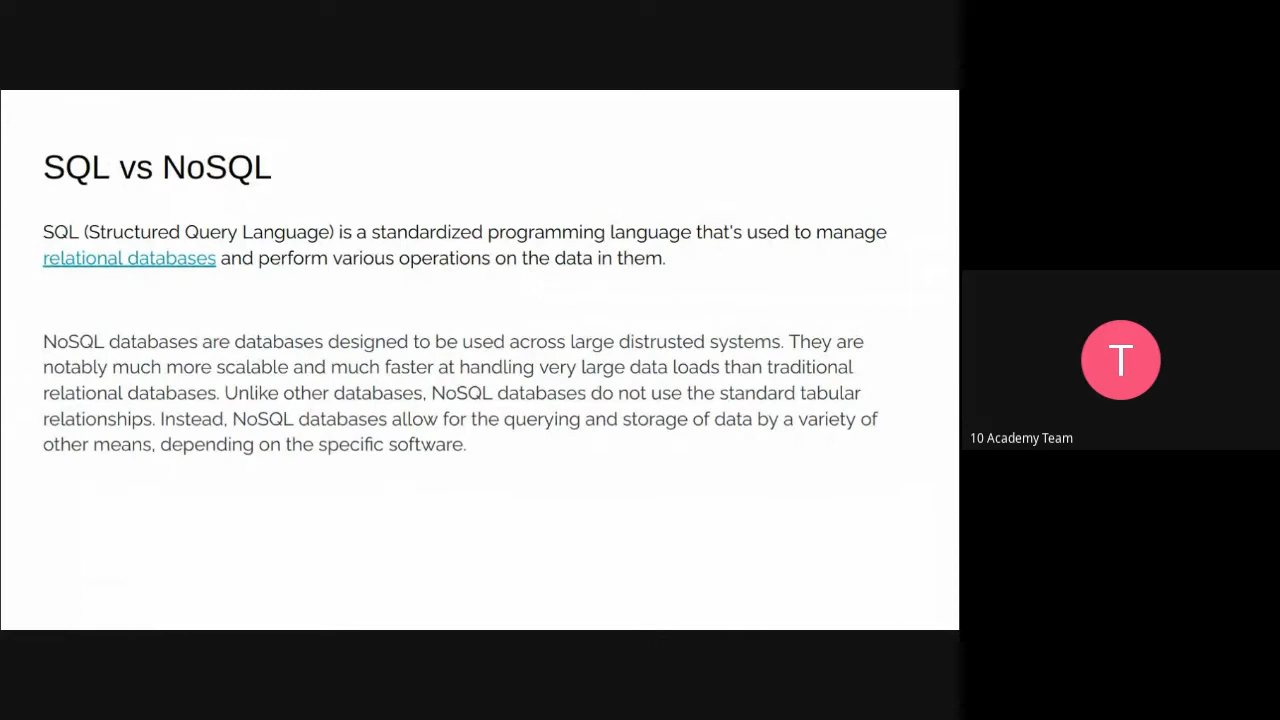 SQL vs NoSQL
SQL (Structured Query Language) is a standardized programming language that's used to manage
relational databases and perform various operations on the data in them.
NoSQL databases are databases designed to be used across large distrusted systems. They are
notably much more scalable and much faster at handling very large data loads than traditional
relational databases. Unlike other databases, NoSQL databases do not use the standard tabular
relationships. Instead, NoSQL databases allow for the querying and storage of data by a variety of
other means, depending on the specific software.
T
10 Academy Team